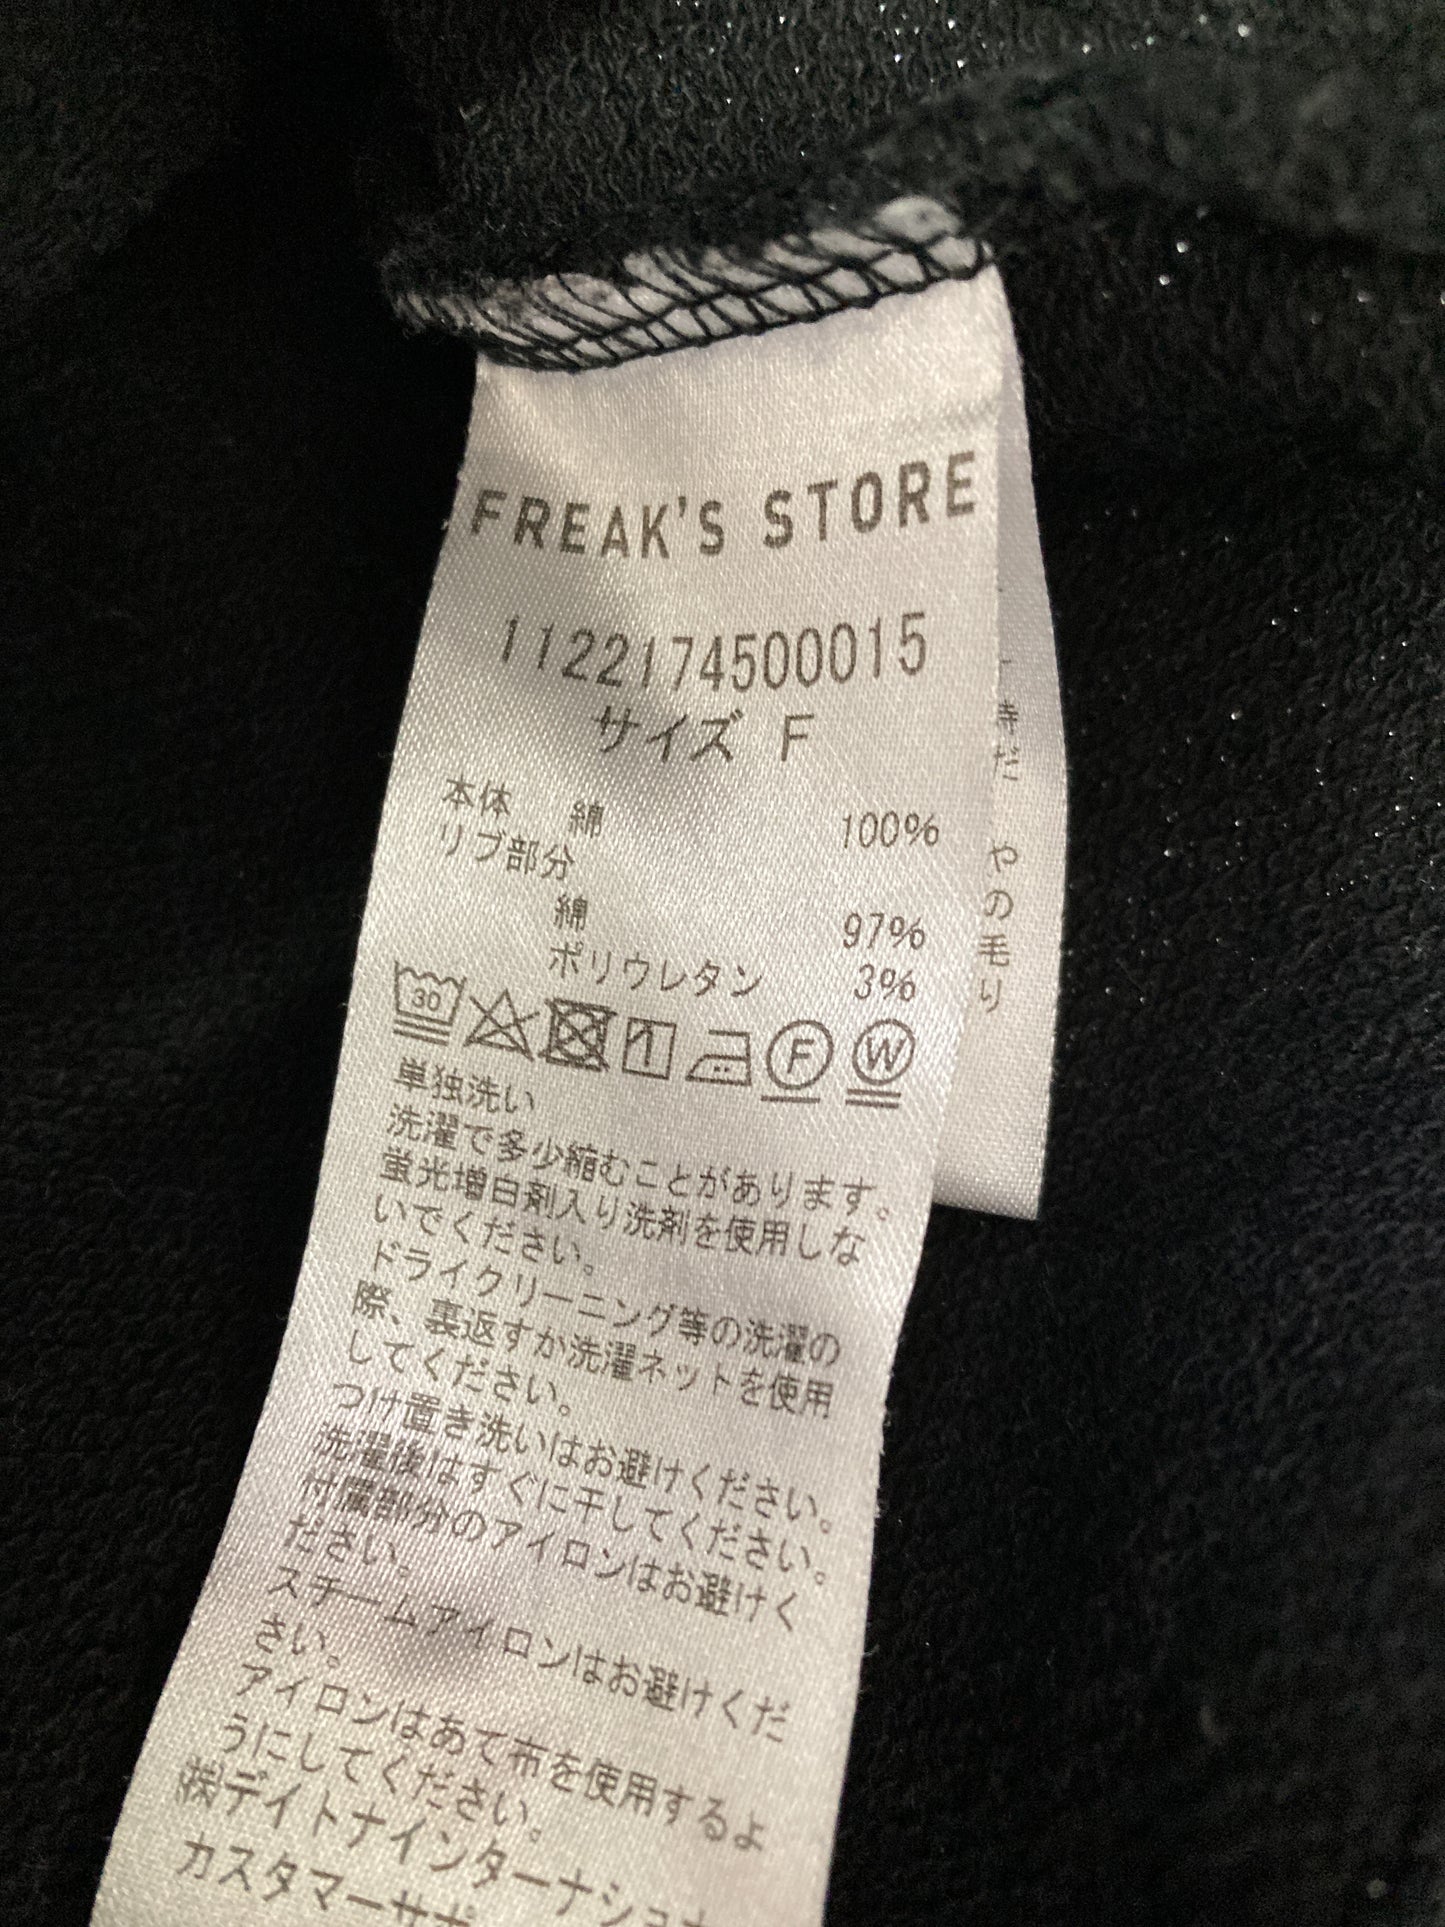 FREAK'S STORE
1122174500015
サイズ F
本体 綿 100%
リブ部分
綿 97%
ポリウレタン 3%
30
F W
単独洗い
洗濯で多少縮むことがあります。
蛍光増白剤入り洗剤を使用しな
いでください。
ドライクリーニング等の洗濯の
際、裏返すか洗濯ネットを使用
してください。
つけ置き洗いはお避けください。
洗濯後はすぐに干してください。
付属部分のアイロンはお避けく
ださい。
スチームアイロンはお避けくだ
さい。
アイロンはあて布を使用するよ
うにしてください。
㈱デイトナインターナショナ
カスタマーサポ
時だ
やの毛り